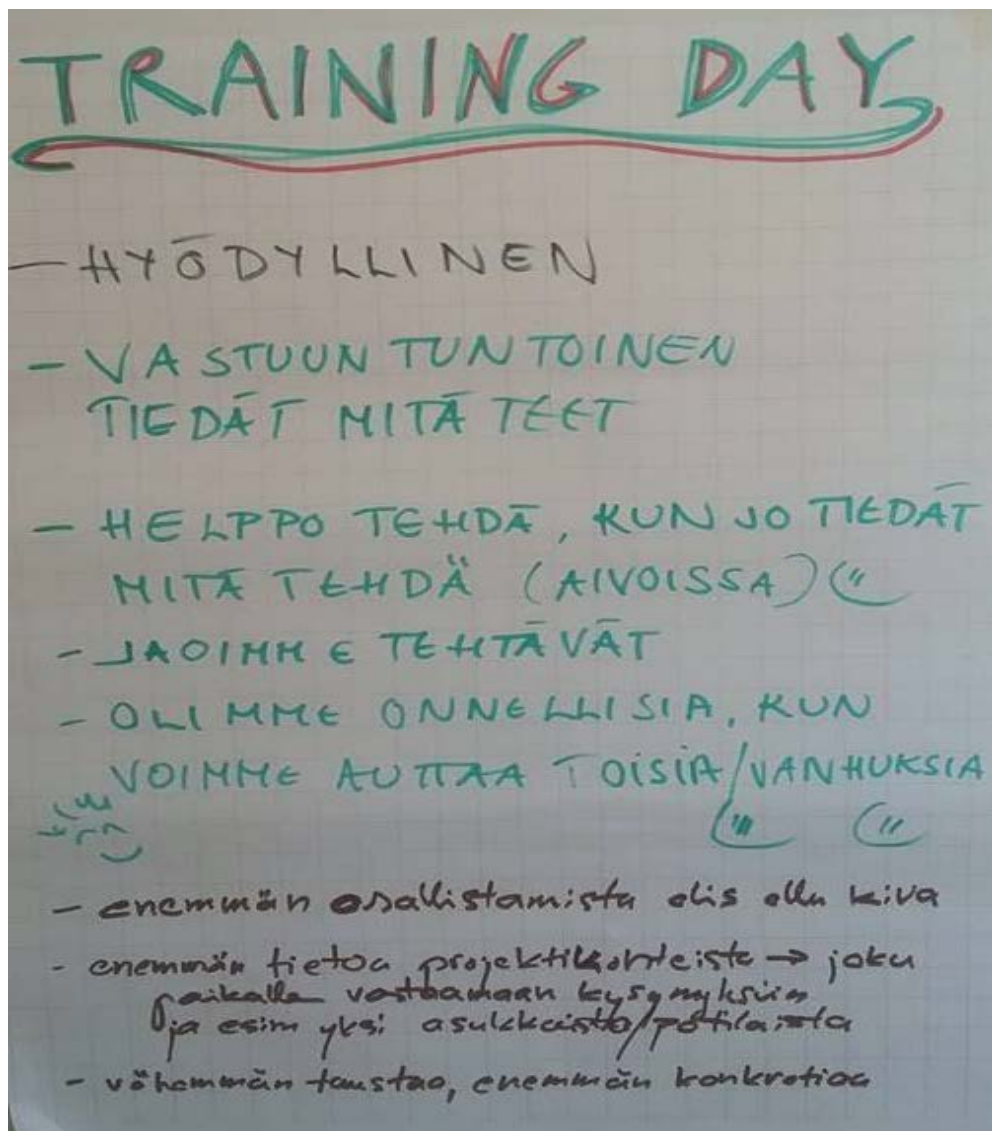 TRAINING DAY
- HYÖDYLLINEN
- VASTUUNTUNTOINEN
TIEDÄT MITÄ TEET
- HELPPO TEHDÄ, KUN JO TIEDÄT
MITÄ TEHDÄ (AIVOISSA)
- JAOIMME TEHTÄVÄT
- OLIMME ONNELLISIA, KUN
VOIMME AUTTAA TOISIA/VANHUKSIA
- enemmän osallistamista olis ollu kiva
- enemmän tietoa projektikohteista → joku
paikalla vastaamaan kysymyksiin
ja esim yksi asukkaista/potilaista
- vähemmän taustaa, enemmän konkretiaa